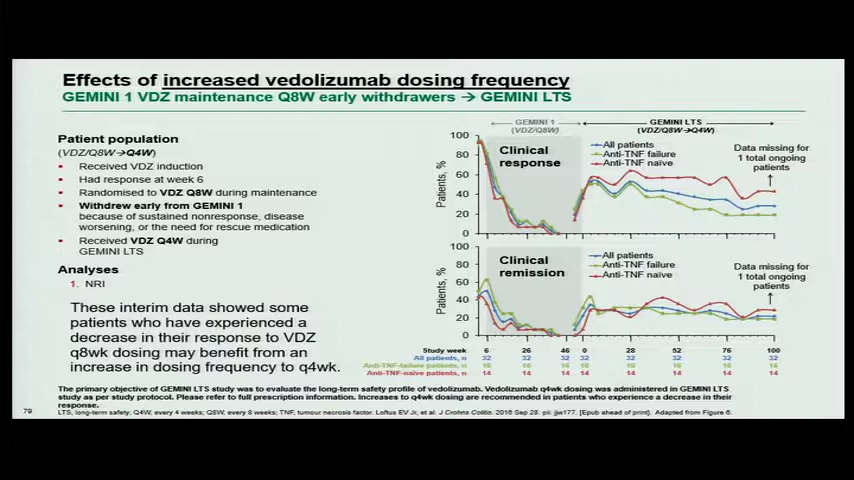 Effects of increased vedolizumab dosing frequency
GEMINI 1 VDZ maintenance Q8W early withdrawers → GEMINI LTS
Patient population
(VDZ/Q8W→Q4W)
▪ Received VDZ induction
▪ Had response at week 6
▪ Randomised to VDZ Q8W during maintenance
▪ Withdrew early from GEMINI 1
because of sustained nonresponse, disease
worsening, or the need for rescue medication
▪ Received VDZ Q4W during
GEMINI LTS
Analyses
1. NRI
These interim data showed some
patients who have experienced a
decrease in their response to VDZ
q8wk dosing may benefit from an
increase in dosing frequency to q4wk.
GEMINI 1
(VDZ/Q8W)
GEMINI LTS
(VDZ/Q8W→Q4W)
Patients, %
100
80
60
40
20
0
Clinical
response
All patients
Anti-TNF failure
Anti-TNF naïve
Data missing for
1 total ongoing
patients
Patients, %
100
80
60
40
20
0
Clinical
remission
All patients
Anti-TNF failure
Anti-TNF naïve
Data missing for
1 total ongoing
patients
Study week 6 26 46 0 28 52 76 100
All patients, n 32 32 32 32 32 32 32 32
Anti-TNF-failure patients, n 16 16 16 16 16 16 16 16
Anti-TNF-naïve patients, n 14 14 14 14 14 14 14 14
The primary objective of GEMINI LTS study was to evaluate the long-term safety profile of vedolizumab. Vedolizumab q4wk dosing was administered in GEMINI LTS
study as per study protocol. Please refer to full prescription information. Increases to q4wk dosing are recommended in patients who experience a decrease in their
response.
LTS, long-term safety; Q4W, every 4 weeks; Q8W, every 8 weeks; TNF, tumour necrosis factor; Loftus EV Jr, et al. J Crohns Colitis. 2016 Sep 28. pii: jjw177. [Epub ahead of print]. Adapted from Figure 6.
79